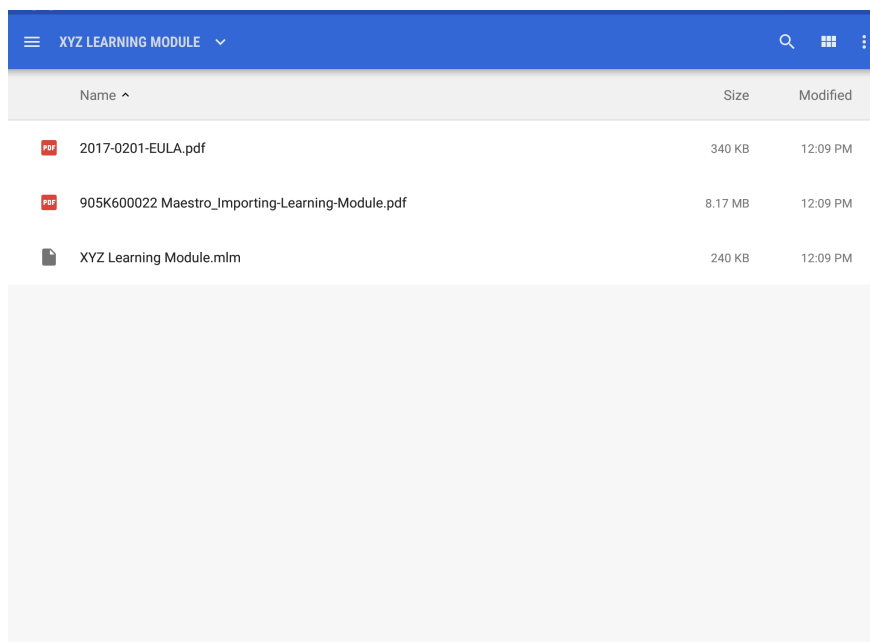 XYZ LEARNING MODULE
Name Size Modified
PDF 2017-0201-EULA.pdf 340 KB 12:09 PM
PDF 905K600022 Maestro_Importing-Learning-Module.pdf 8.17 MB 12:09 PM
XYZ Learning Module.mlm 240 KB 12:09 PM